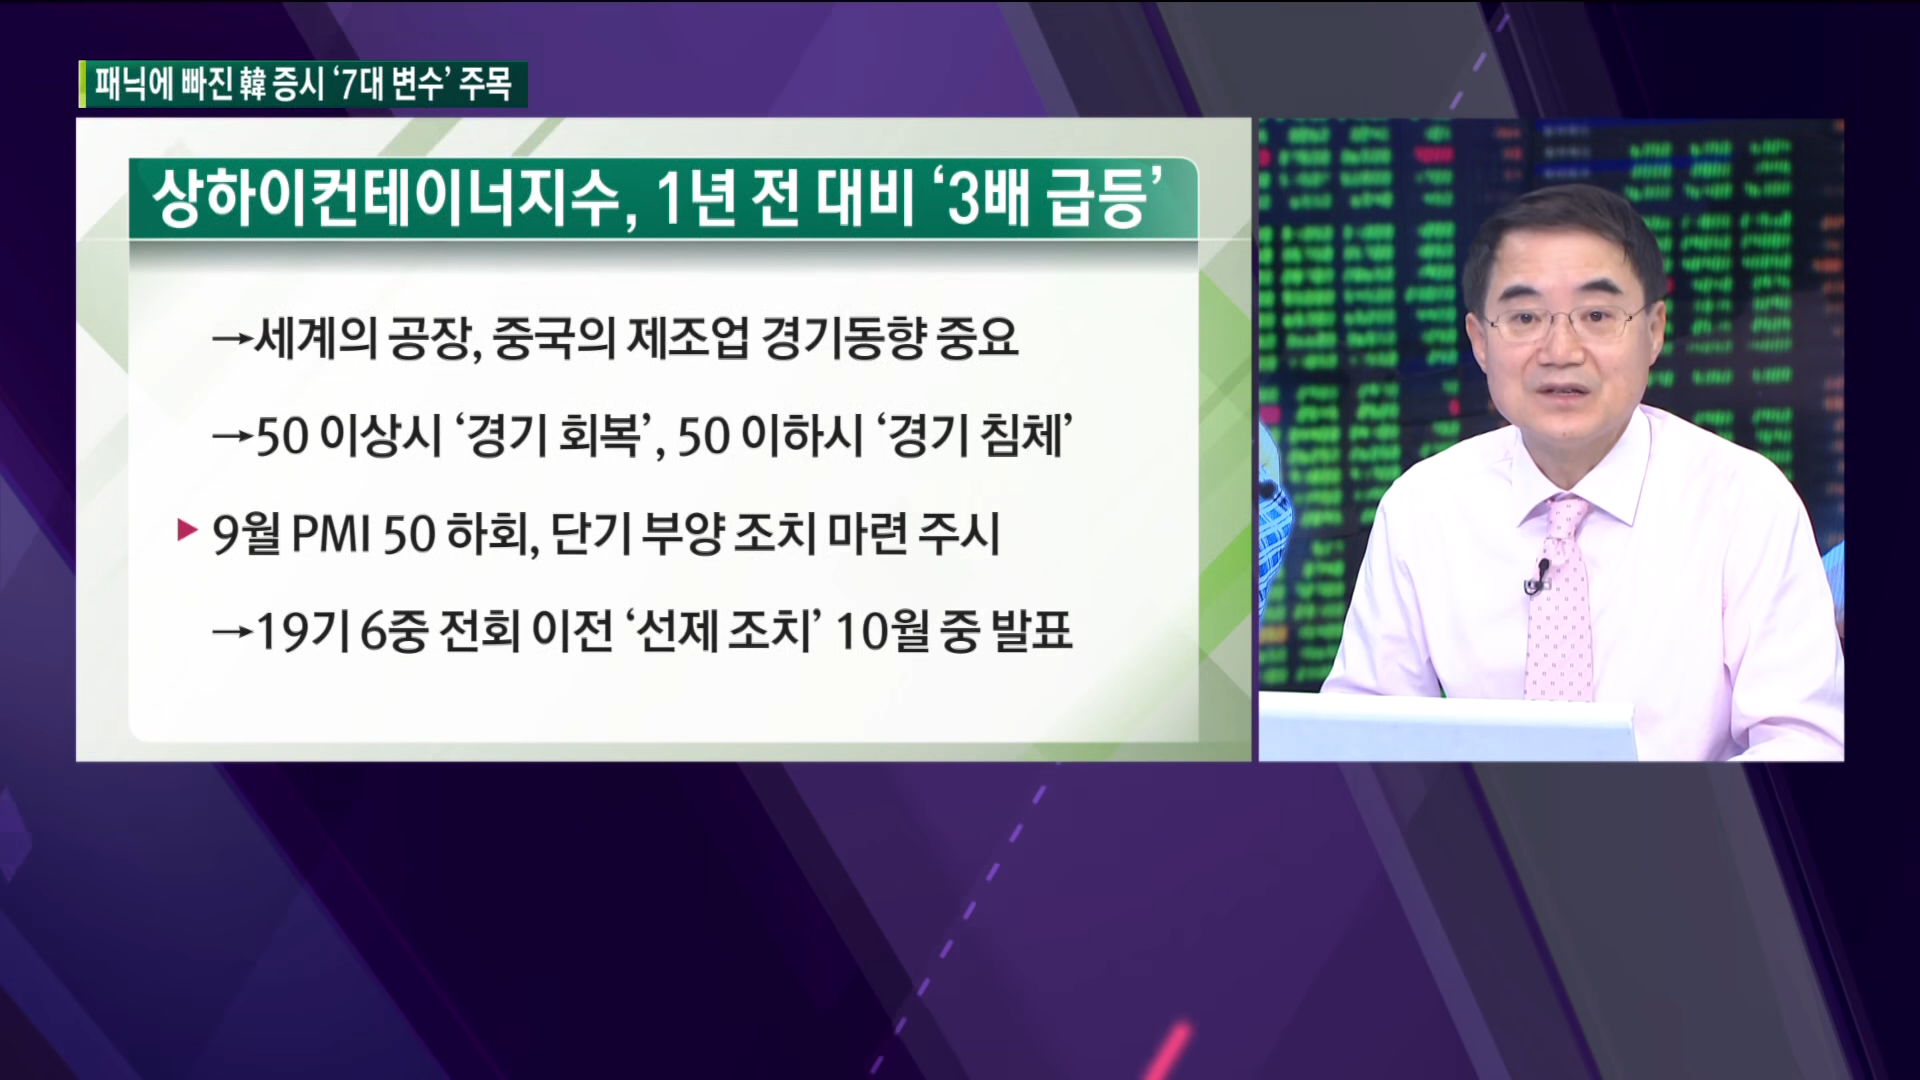 패닉에 빠진 韓 증시 ‘7대 변수’ 주목
상하이컨테이너지수, 1년 전 대비 ‘3배 급등’
→세계의 공장, 중국의 제조업 경기동향 중요
→50 이상시 ‘경기 회복’, 50 이하시 ‘경기 침체’
▶ 9월 PMI 50 하회, 단기 부양 조치 마련 주시
→19기 6중 전회 이전 ‘선제 조치’ 10월 중 발표